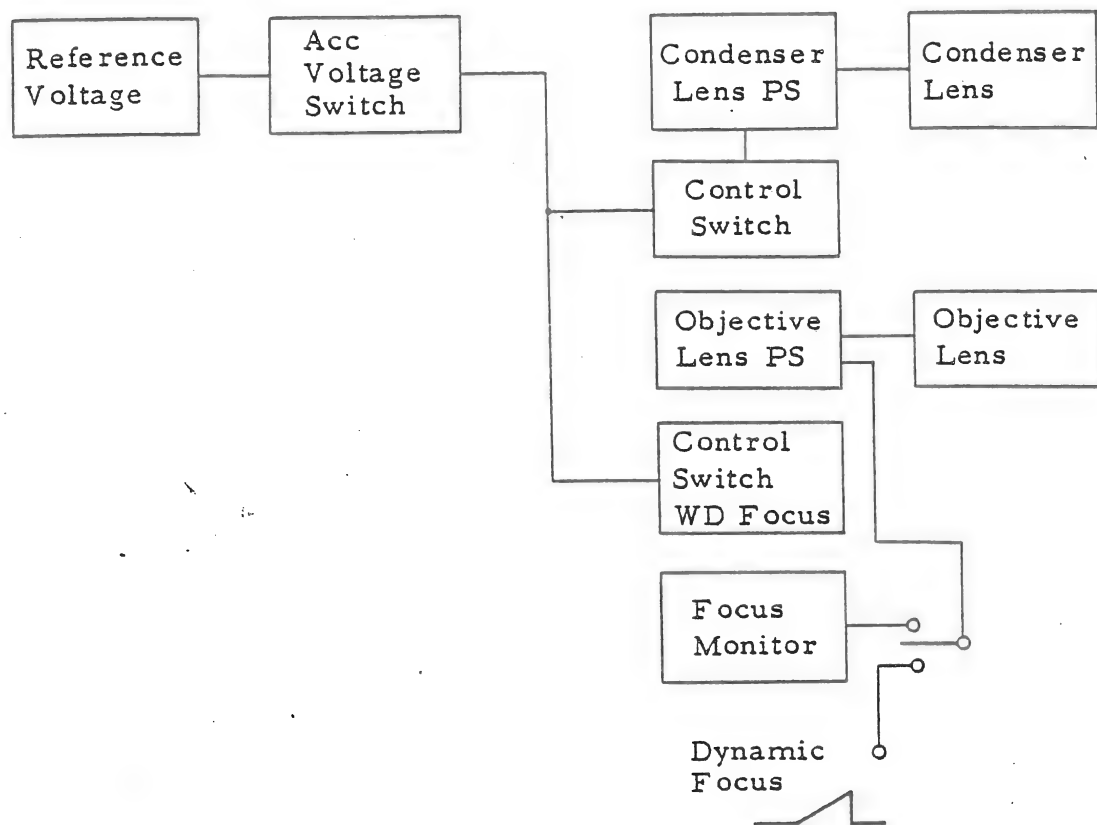 Reference
Voltage
Acc
Voltage
Switch
Condenser
Lens PS
Condenser
Lens
Control
Switch
Objective
Lens PS
Objective
Lens
Control
Switch
WD Focus
Focus
Monitor
Dynamic
Focus